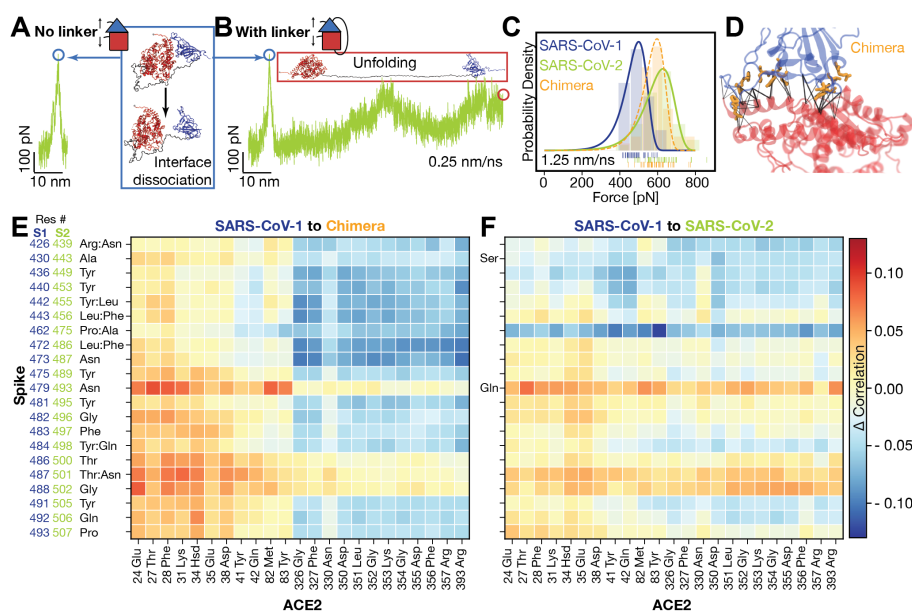 A
No linker
B
With linker
Unfolding
Interface
dissociation
100 pN
10 nm
100 pN
10 nm
0.25 nm/ns
C
SARS-CoV-1
SARS-CoV-2
Chimera
Probability Density
1.25 nm/ns
0 200 400 600 800
Force [pN]
D
Chimera
E
Res #
S1 S2
SARS-CoV-1 to Chimera
426 439 Arg:Asn
430 443 Ala
436 449 Tyr
440 453 Tyr
442 455 Tyr:Leu
443 456 Leu:Phe
462 475 Pro:Ala
472 486 Leu:Phe
473 487 Asn
475 489 Tyr
479 493 Asn
481 495 Tyr
482 496 Gly
483 497 Phe
484 498 Tyr:Gln
486 500 Thr
487 501 Thr:Asn
488 502 Gly
491 505 Tyr
492 506 Gln
493 507 Pro
Spike
24 Glu
27 Thr
28 Phe
31 Lys
34 Hsd
35 Glu
38 Asp
41 Tyr
42 Gln
82 Met
83 Tyr
326 Gly
327 Phe
330 Asn
350 Asp
351 Leu
352 Gly
353 Lys
354 Gly
355 Asp
356 Phe
357 Arg
393 Arg
ACE2
F
SARS-CoV-1 to SARS-CoV-2
Ser
Gln
24 Glu
27 Thr
28 Phe
31 Lys
34 Hsd
35 Glu
38 Asp
41 Tyr
42 Gln
82 Met
83 Tyr
326 Gly
327 Phe
330 Asn
350 Asp
351 Leu
352 Gly
353 Lys
354 Gly
355 Asp
356 Phe
357 Arg
393 Arg
ACE2
0.10
0.05
0.00
- 0.05
- 0.10
Δ Correlation